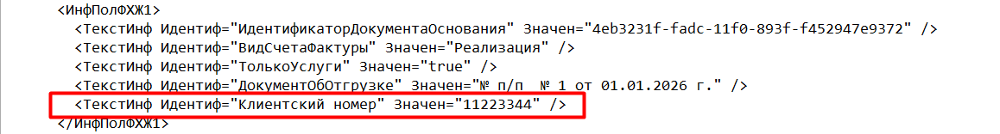 <ИнфПолФХЖ1>
<ТекстИнф Идентиф="ИдентификаторДокументаОснования" Значен="4eb3231f-fadc-11f0-893f-f452947e9372" />
<ТекстИнф Идентиф="ВидСчетаФактуры" Значен="Реализация" />
<ТекстИнф Идентиф="ТолькоУслуги" Значен="true" />
<ТекстИнф Идентиф="ДокументОбОтгрузке" Значен="№ п/п  № 1 от 01.01.2026 г." />
<ТекстИнф Идентиф="Клиентский номер" Значен="11223344" />
</ИнфПолФХЖ1>